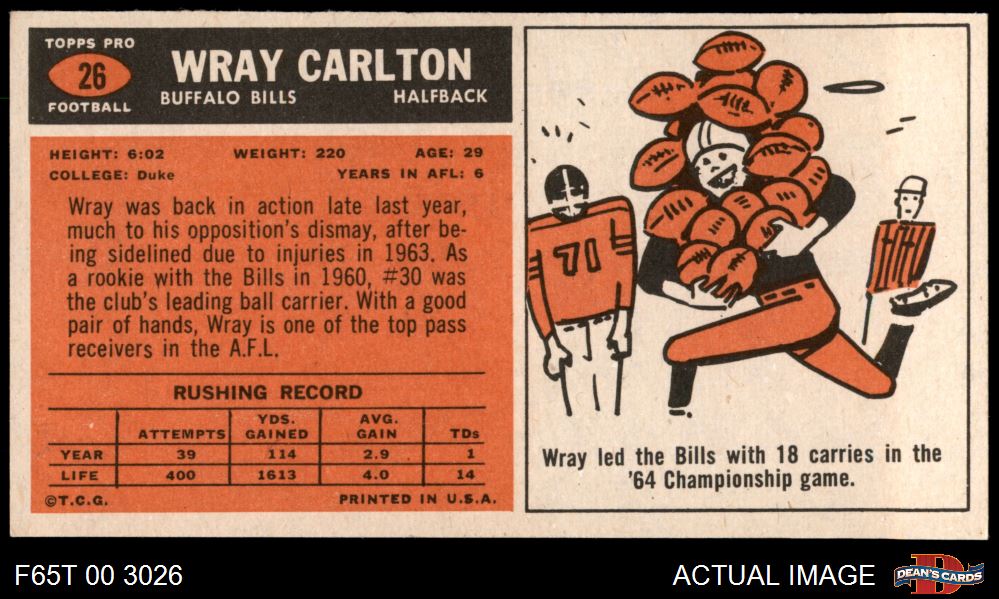 TOPPS PRO
26
FOOTBALL
WRAY CARLTON
BUFFALO BILLS HALFBACK
HEIGHT: 6:02 WEIGHT: 220 AGE: 29
COLLEGE: Duke YEARS IN AFL: 6
Wray was back in action late last year,
much to his opposition's dismay, after be-
ing sidelined due to injuries in 1963. As
a rookie with the Bills in 1960, #30 was
the club's leading ball carrier. With a good
pair of hands, Wray is one of the top pass
receivers in the A.F.L.
RUSHING RECORD
ATTEMPTS YDS. GAINED AVG. GAIN TDs
YEAR 39 114 2.9 1
LIFE 400 1613 4.0 14
©T.C.G. PRINTED IN U.S.A.
71
Wray led the Bills with 18 carries in the
'64 Championship game.
F65T 00 3026 ACTUAL IMAGE
D
DEAN'S CARDS